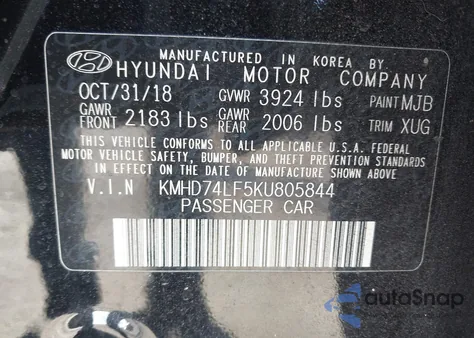 MANUFACTURED IN KOREA BY.
HYUNDAI MOTOR COMPANY
OCT/31/18 GVWR 3924 lbs PAINT MJB
GAWR FRONT 2183 lbs GAWR REAR 2006 lbs TRIM XUG
THIS VEHICLE CONFORMS TO ALL APPLICABLE U.S.A. FEDERAL
MOTOR VEHICLE SAFETY, BUMPER, AND THEFT PREVENTION STANDARDS
IN EFFECT ON THE DATE OF MANUFACTURE SHOWN ABOVE.
V.I.N KMHD74LF5KU805844
PASSENGER CAR
autoSnap